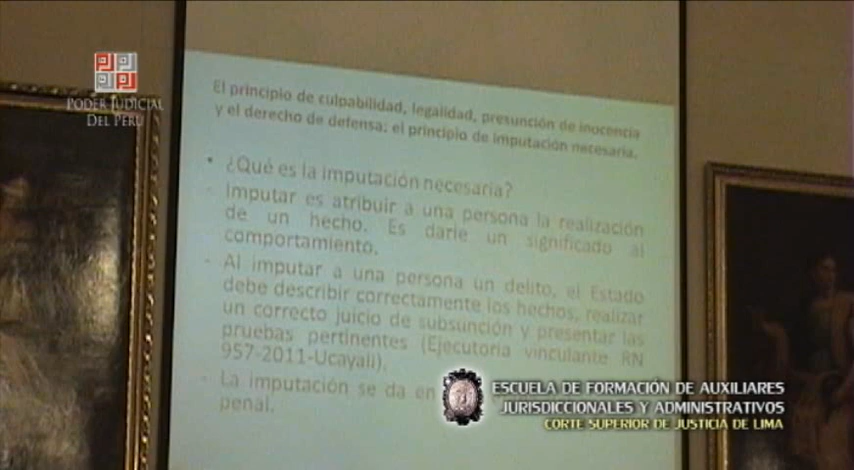 PODER JUDICIAL
DEL PERÚ
El principio de culpabilidad, legalidad, presunción de inocencia
y el derecho de defensa; el principio de imputación necesaria.
• ¿Qué es la imputación necesaria?
- Imputar es atribuir a una persona la realización
de un hecho. Es darle un significado al
comportamiento.
- Al imputar a una persona un delito, el Estado
debe describir correctamente los hechos, realizar
un correcto juicio de subsunción y presentar las
pruebas pertinentes (Ejecutoria vinculante RN
957-2011-Ucayali).
- La imputación se da en
penal.
ESCUELA DE FORMACIÓN DE AUXILIARES
JURISDICCIONALES Y ADMINISTRATIVOS
CORTE SUPERIOR DE JUSTICIA DE LIMA